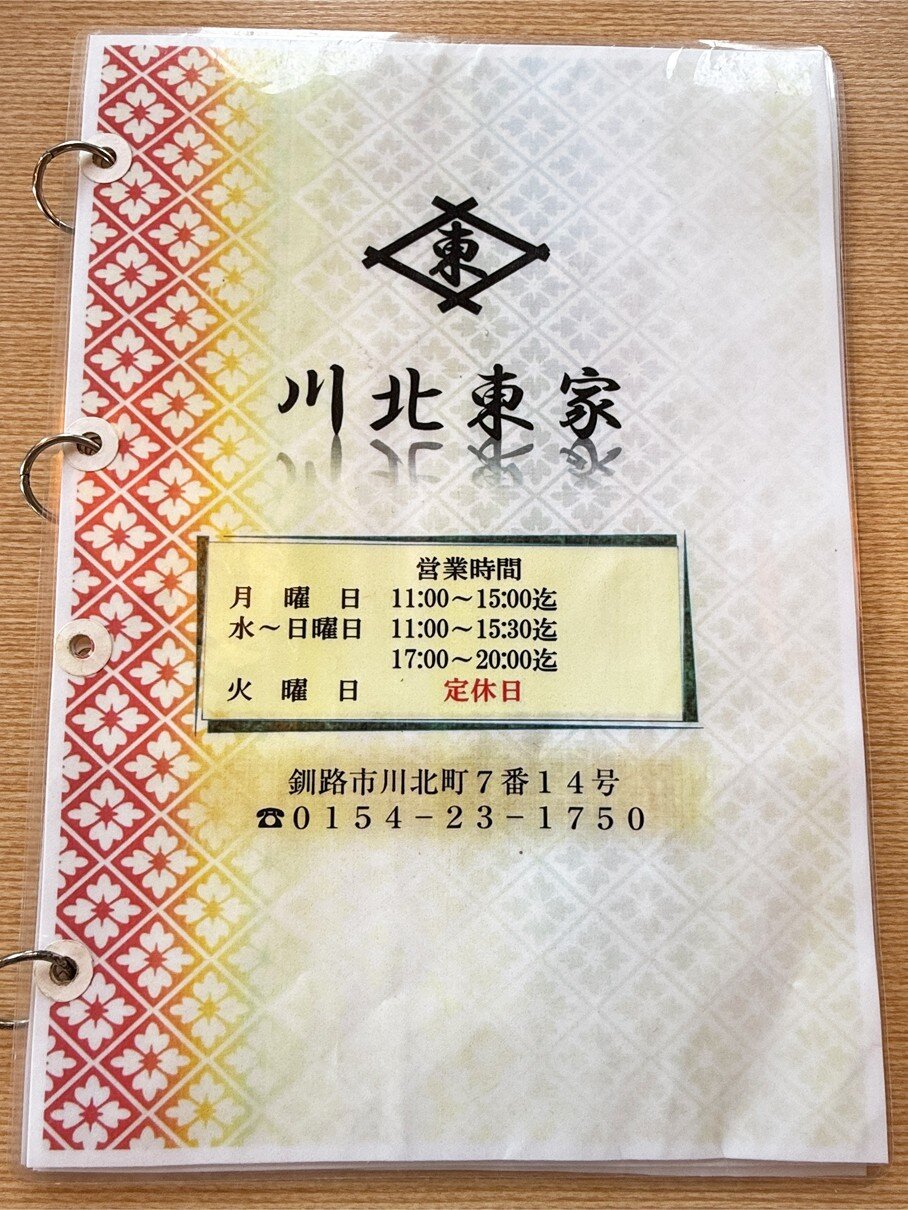 東
川北東家
営業時間
月曜日 11:00～15:00迄
水～日曜日 11:00～15:30迄
17:00～20:00迄
火曜日 定休日
釧路市川北町７番１４号
☎０１５４－２３－１７５０